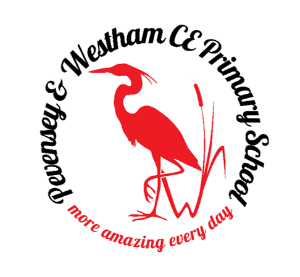 Pevensey & Westham CE Primary School
more amazing every day